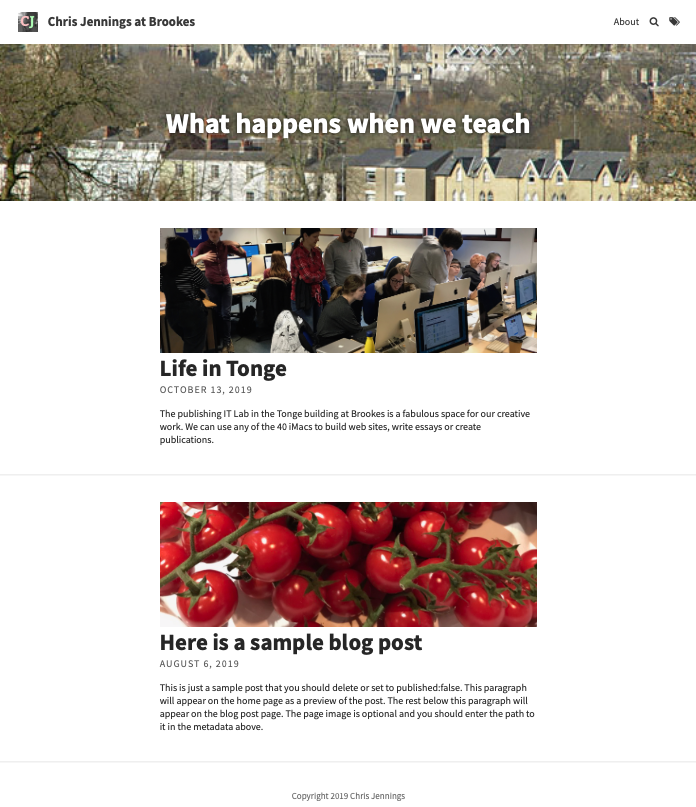 CJ
Chris Jennings at Brookes
About
What happens when we teach
Life in Tonge
OCTOBER 13, 2019
The publishing IT Lab in the Tonge building at Brookes is a fabulous space for our creative
work. We can use any of the 40 iMacs to build web sites, write essays or create
publications.
Here is a sample blog post
AUGUST 6, 2019
This is just a sample post that you should delete or set to published:false. This paragraph
will appear on the home page as a preview of the post. The rest below this paragraph will
appear on the blog post page. The page image is optional and you should enter the path to
it in the metadata above.
Copyright 2019 Chris Jennings